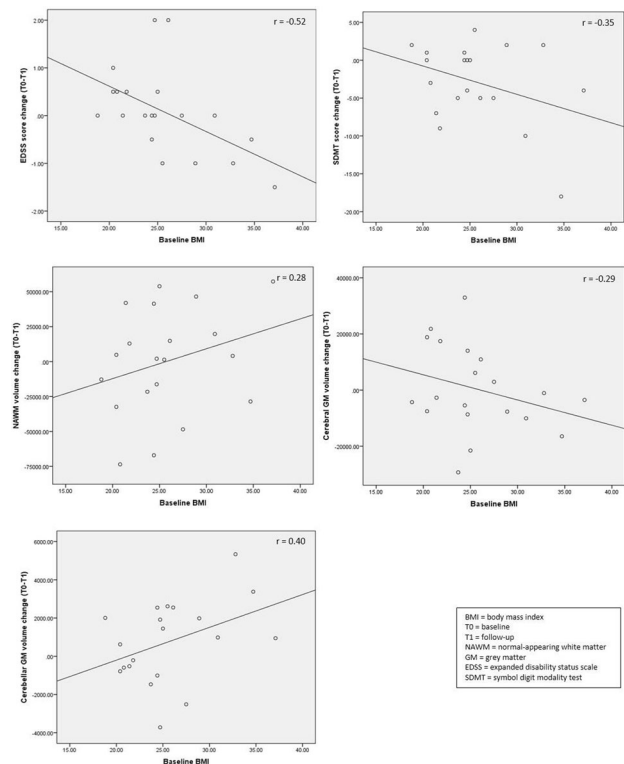 r = -0.52
EDSS score change (T0-T1)
2.00
1.00
.00
-1.00
-2.00
15.00 20.00 25.00 30.00 35.00 40.00
Baseline BMI
r = -0.35
SDMT score change (T0-T1)
5.00
.00
-5.00
-10.00
-15.00
-20.00
15.00 20.00 25.00 30.00 35.00 40.00
Baseline BMI
r = 0.28
NAWM volume change (T0-T1)
50000.00
25000.00
.00
-25000.00
-50000.00
-75000.00
15.00 20.00 25.00 30.00 35.00 40.00
Baseline BMI
r = -0.29
Cerebral GM volume change (T0-T1)
40000.00
20000.00
.00
-20000.00
15.00 20.00 25.00 30.00 35.00 40.00
Baseline BMI
r = 0.40
Cerebellar GM volume change (T0-T1)
6000.00
4000.00
2000.00
.00
-2000.00
-4000.00
15.00 20.00 25.00 30.00 35.00 40.00
Baseline BMI
BMI = body mass index
T0 = baseline
T1 = follow-up
NAWM = normal-appearing white matter
GM = grey matter
EDSS = expanded disability status scale
SDMT = symbol digit modality test